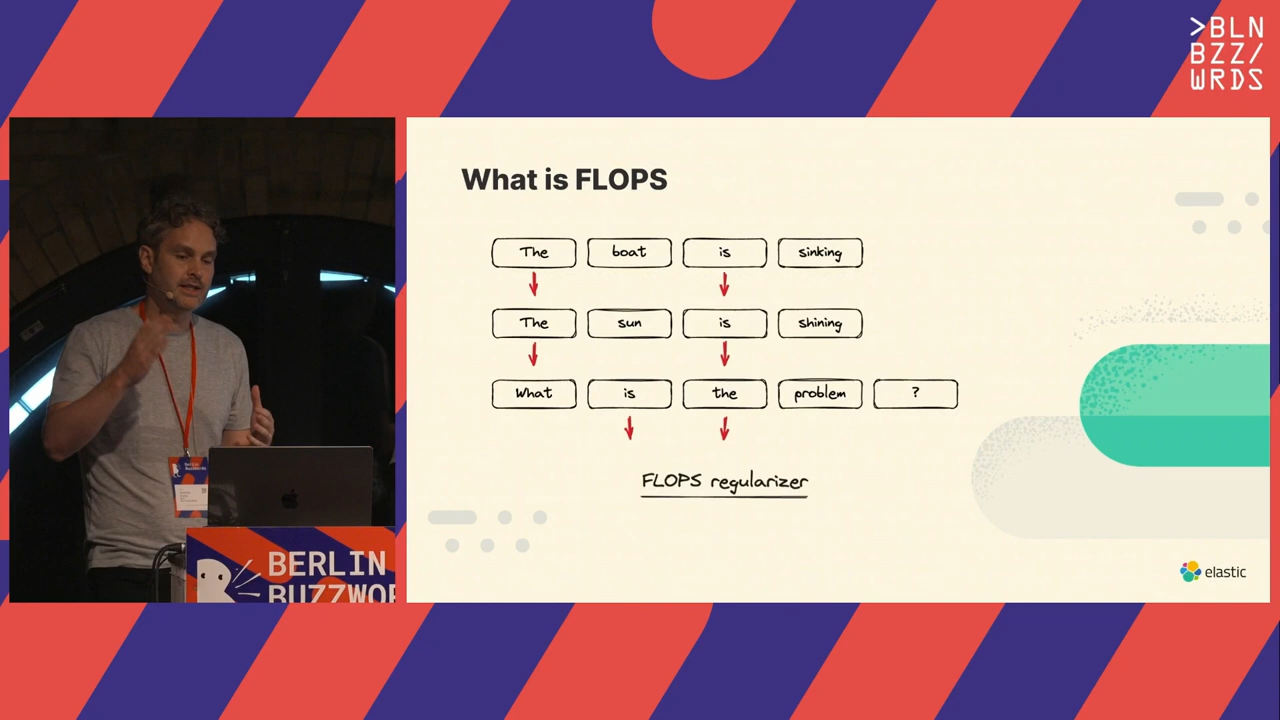 >BLN
BZZ/
WRDS
What is FLOPS
The boat is sinking
The sun is shining
What is the problem ?
FLOPS regularizer
elastic
BERLIN